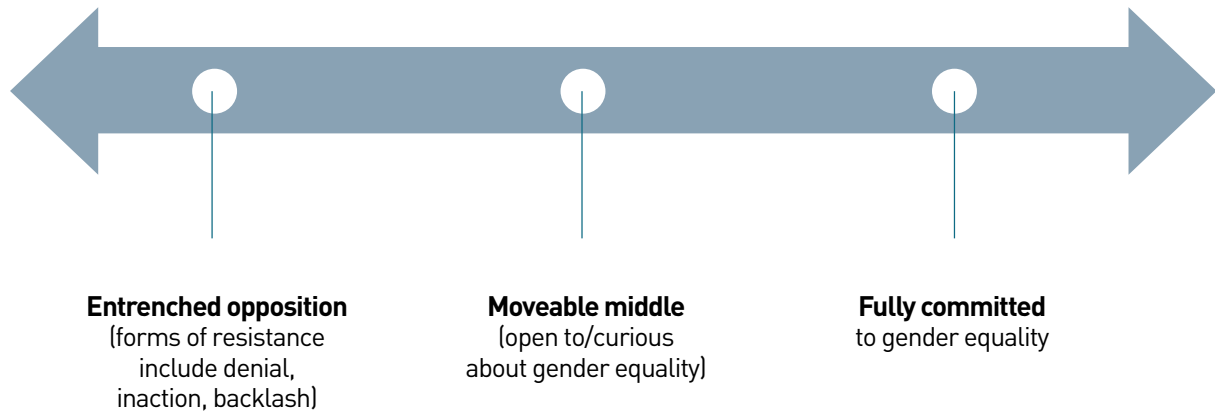 Entrenched opposition
(forms of resistance
include denial,
inaction, backlash)
Moveable middle
(open to/curious
about gender equality)
Fully committed
to gender equality